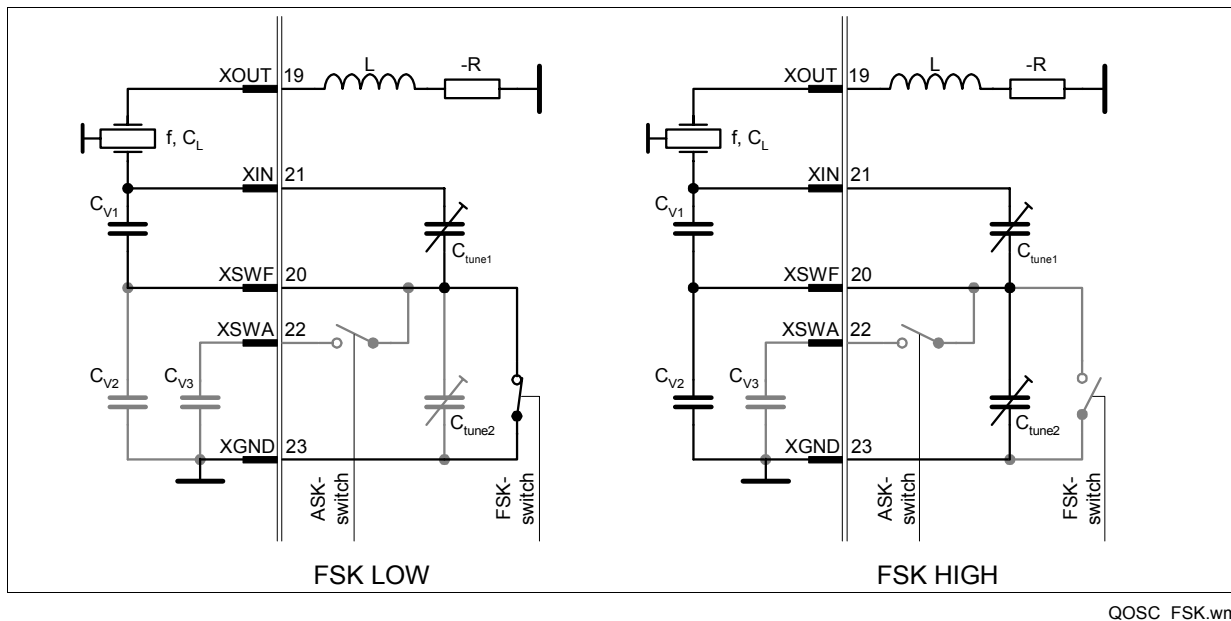 XOUT 19 L -R
f, C_L
XIN 21
C_V1
C_tune1
XSWF 20
XSWA 22
C_V2 C_V3
C_tune2
XGND 23
ASK-
switch
FSK-
switch
FSK LOW
XOUT 19 L -R
f, C_L
XIN 21
C_V1
C_tune1
XSWF 20
XSWA 22
C_V2 C_V3
C_tune2
XGND 23
ASK-
switch
FSK-
switch
FSK HIGH